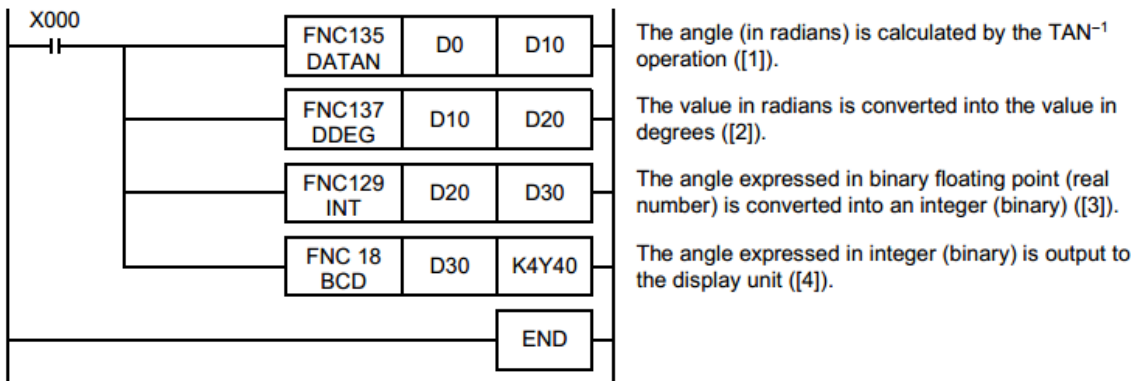 X000
FNC135 DATAN D0 D10
The angle (in radians) is calculated by the TAN⁻¹
operation ([1]).
FNC137 DDEG D10 D20
The value in radians is converted into the value in
degrees ([2]).
FNC129 INT D20 D30
The angle expressed in binary floating point (real
number) is converted into an integer (binary) ([3]).
FNC 18 BCD D30 K4Y40
The angle expressed in integer (binary) is output to
the display unit ([4]).
END